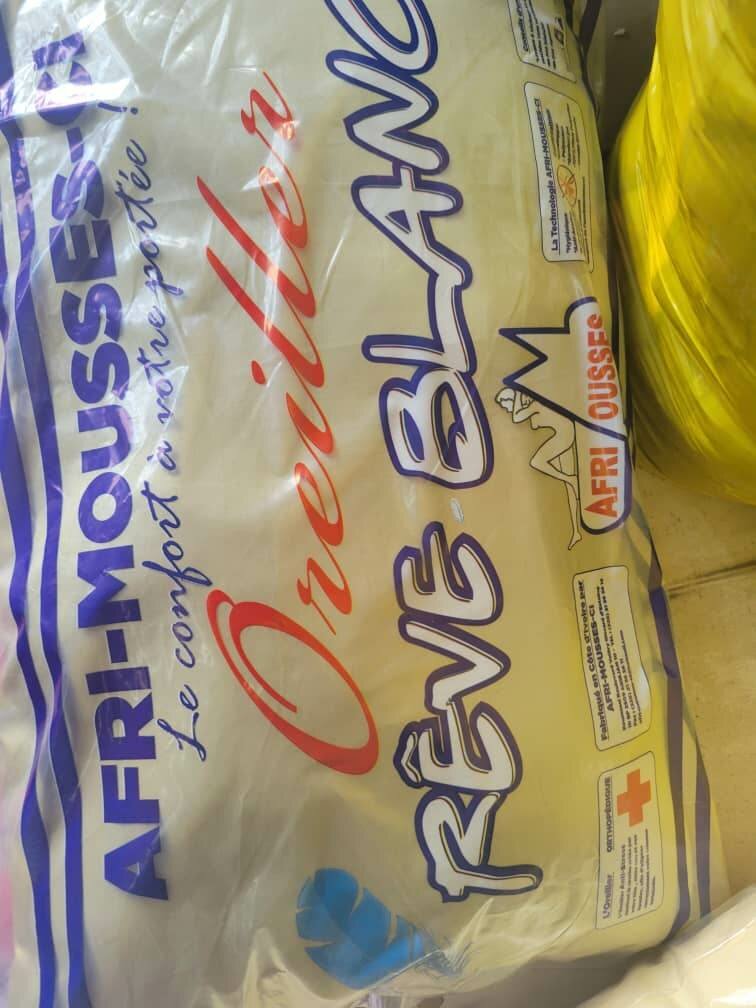 AFRI-MOUSSES-CI
Le confort à votre portée !
Oreiller
RÊVE BLANC
L'Oreiller ORTHOPÉDIQUE
Fabriqué en côte d'Ivoire par
AFRI-MOUSSES-CI
AFRI MOUSSES
La Technologie AFRI-MOUSSES-CI